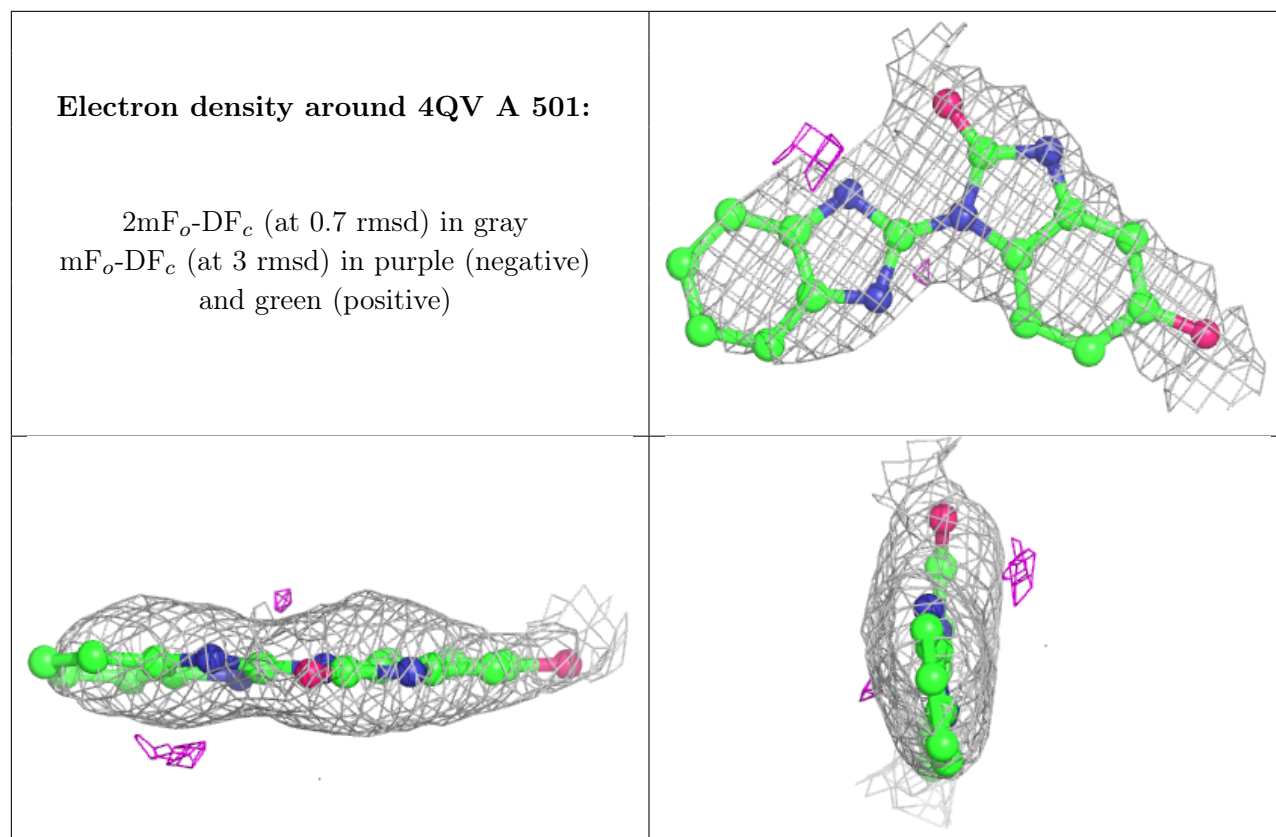 Electron density around 4QV A 501:
2mFo-DFc (at 0.7 rmsd) in gray
mFo-DFc (at 3 rmsd) in purple (negative)
and green (positive)